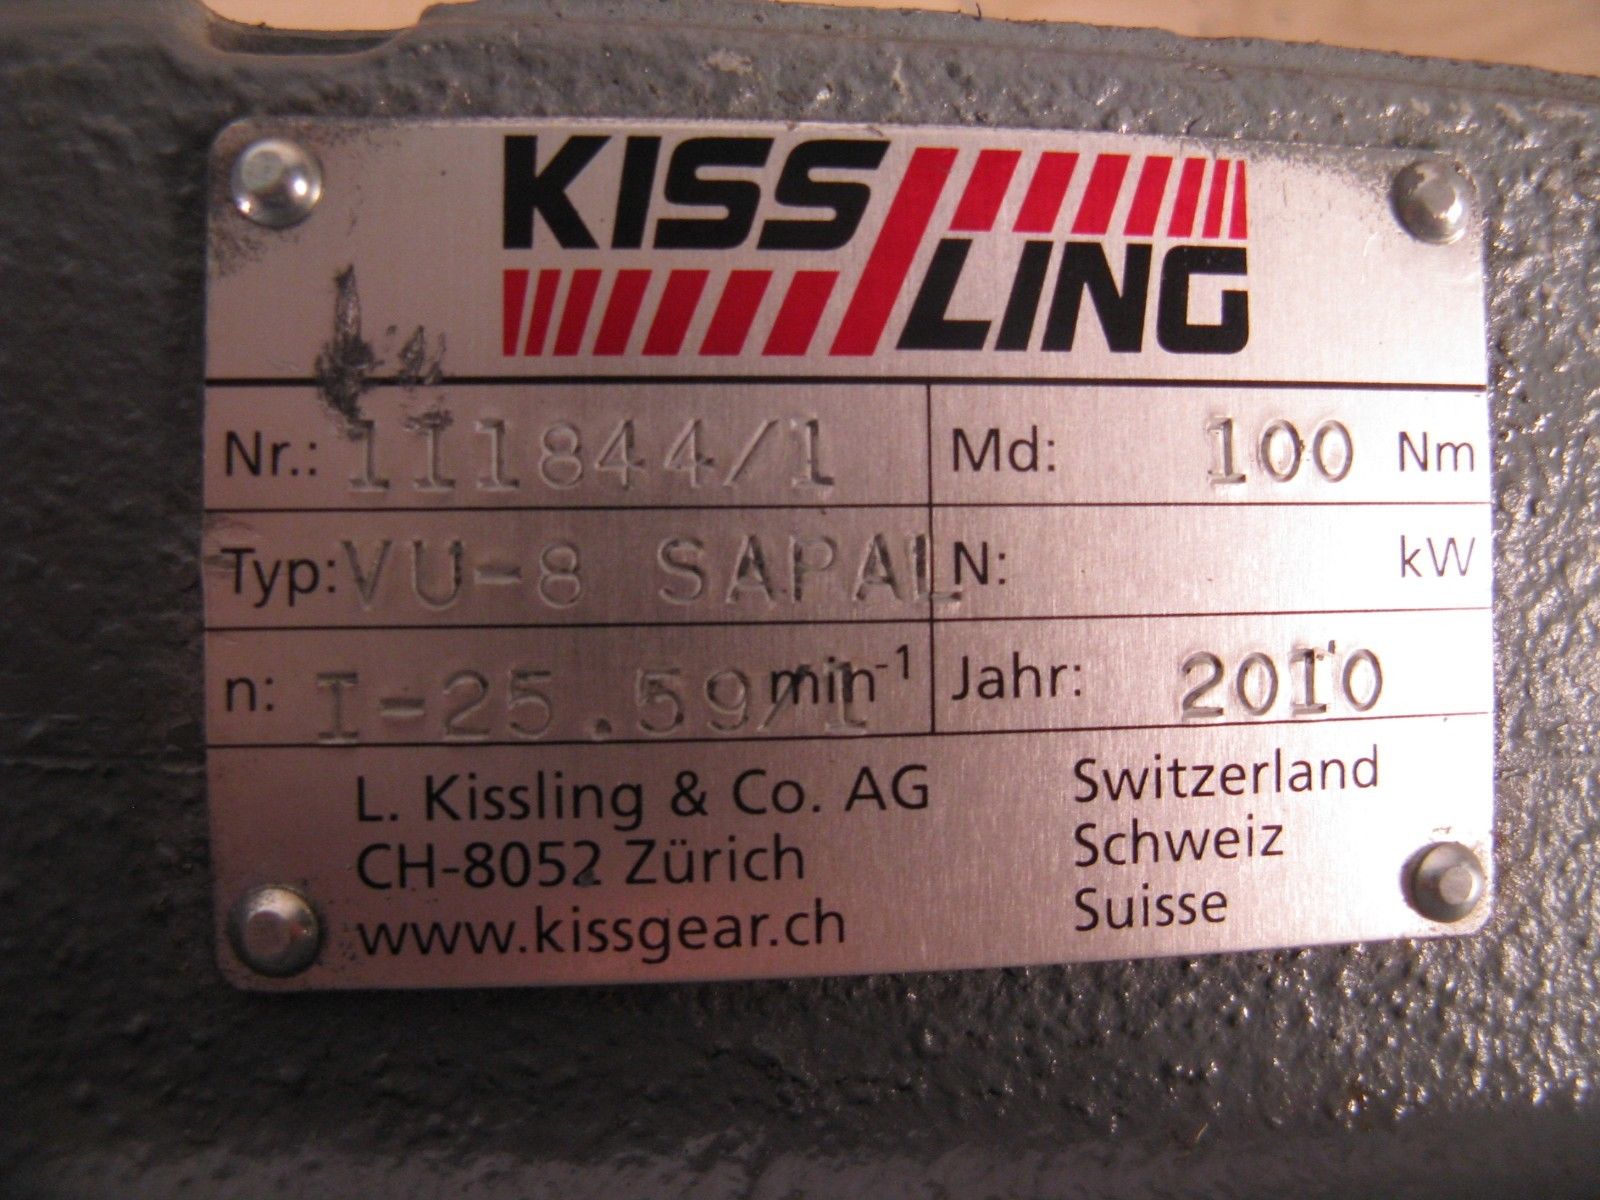 KISS
LING
Nr.: 111844/1 Md: 100 Nm
Typ: VU-8 SAPAL N: kW
n: I=25.59/1 min⁻¹ Jahr: 2010
L. Kissling & Co. AG Switzerland
CH-8052 Zürich Schweiz
www.kissgear.ch Suisse